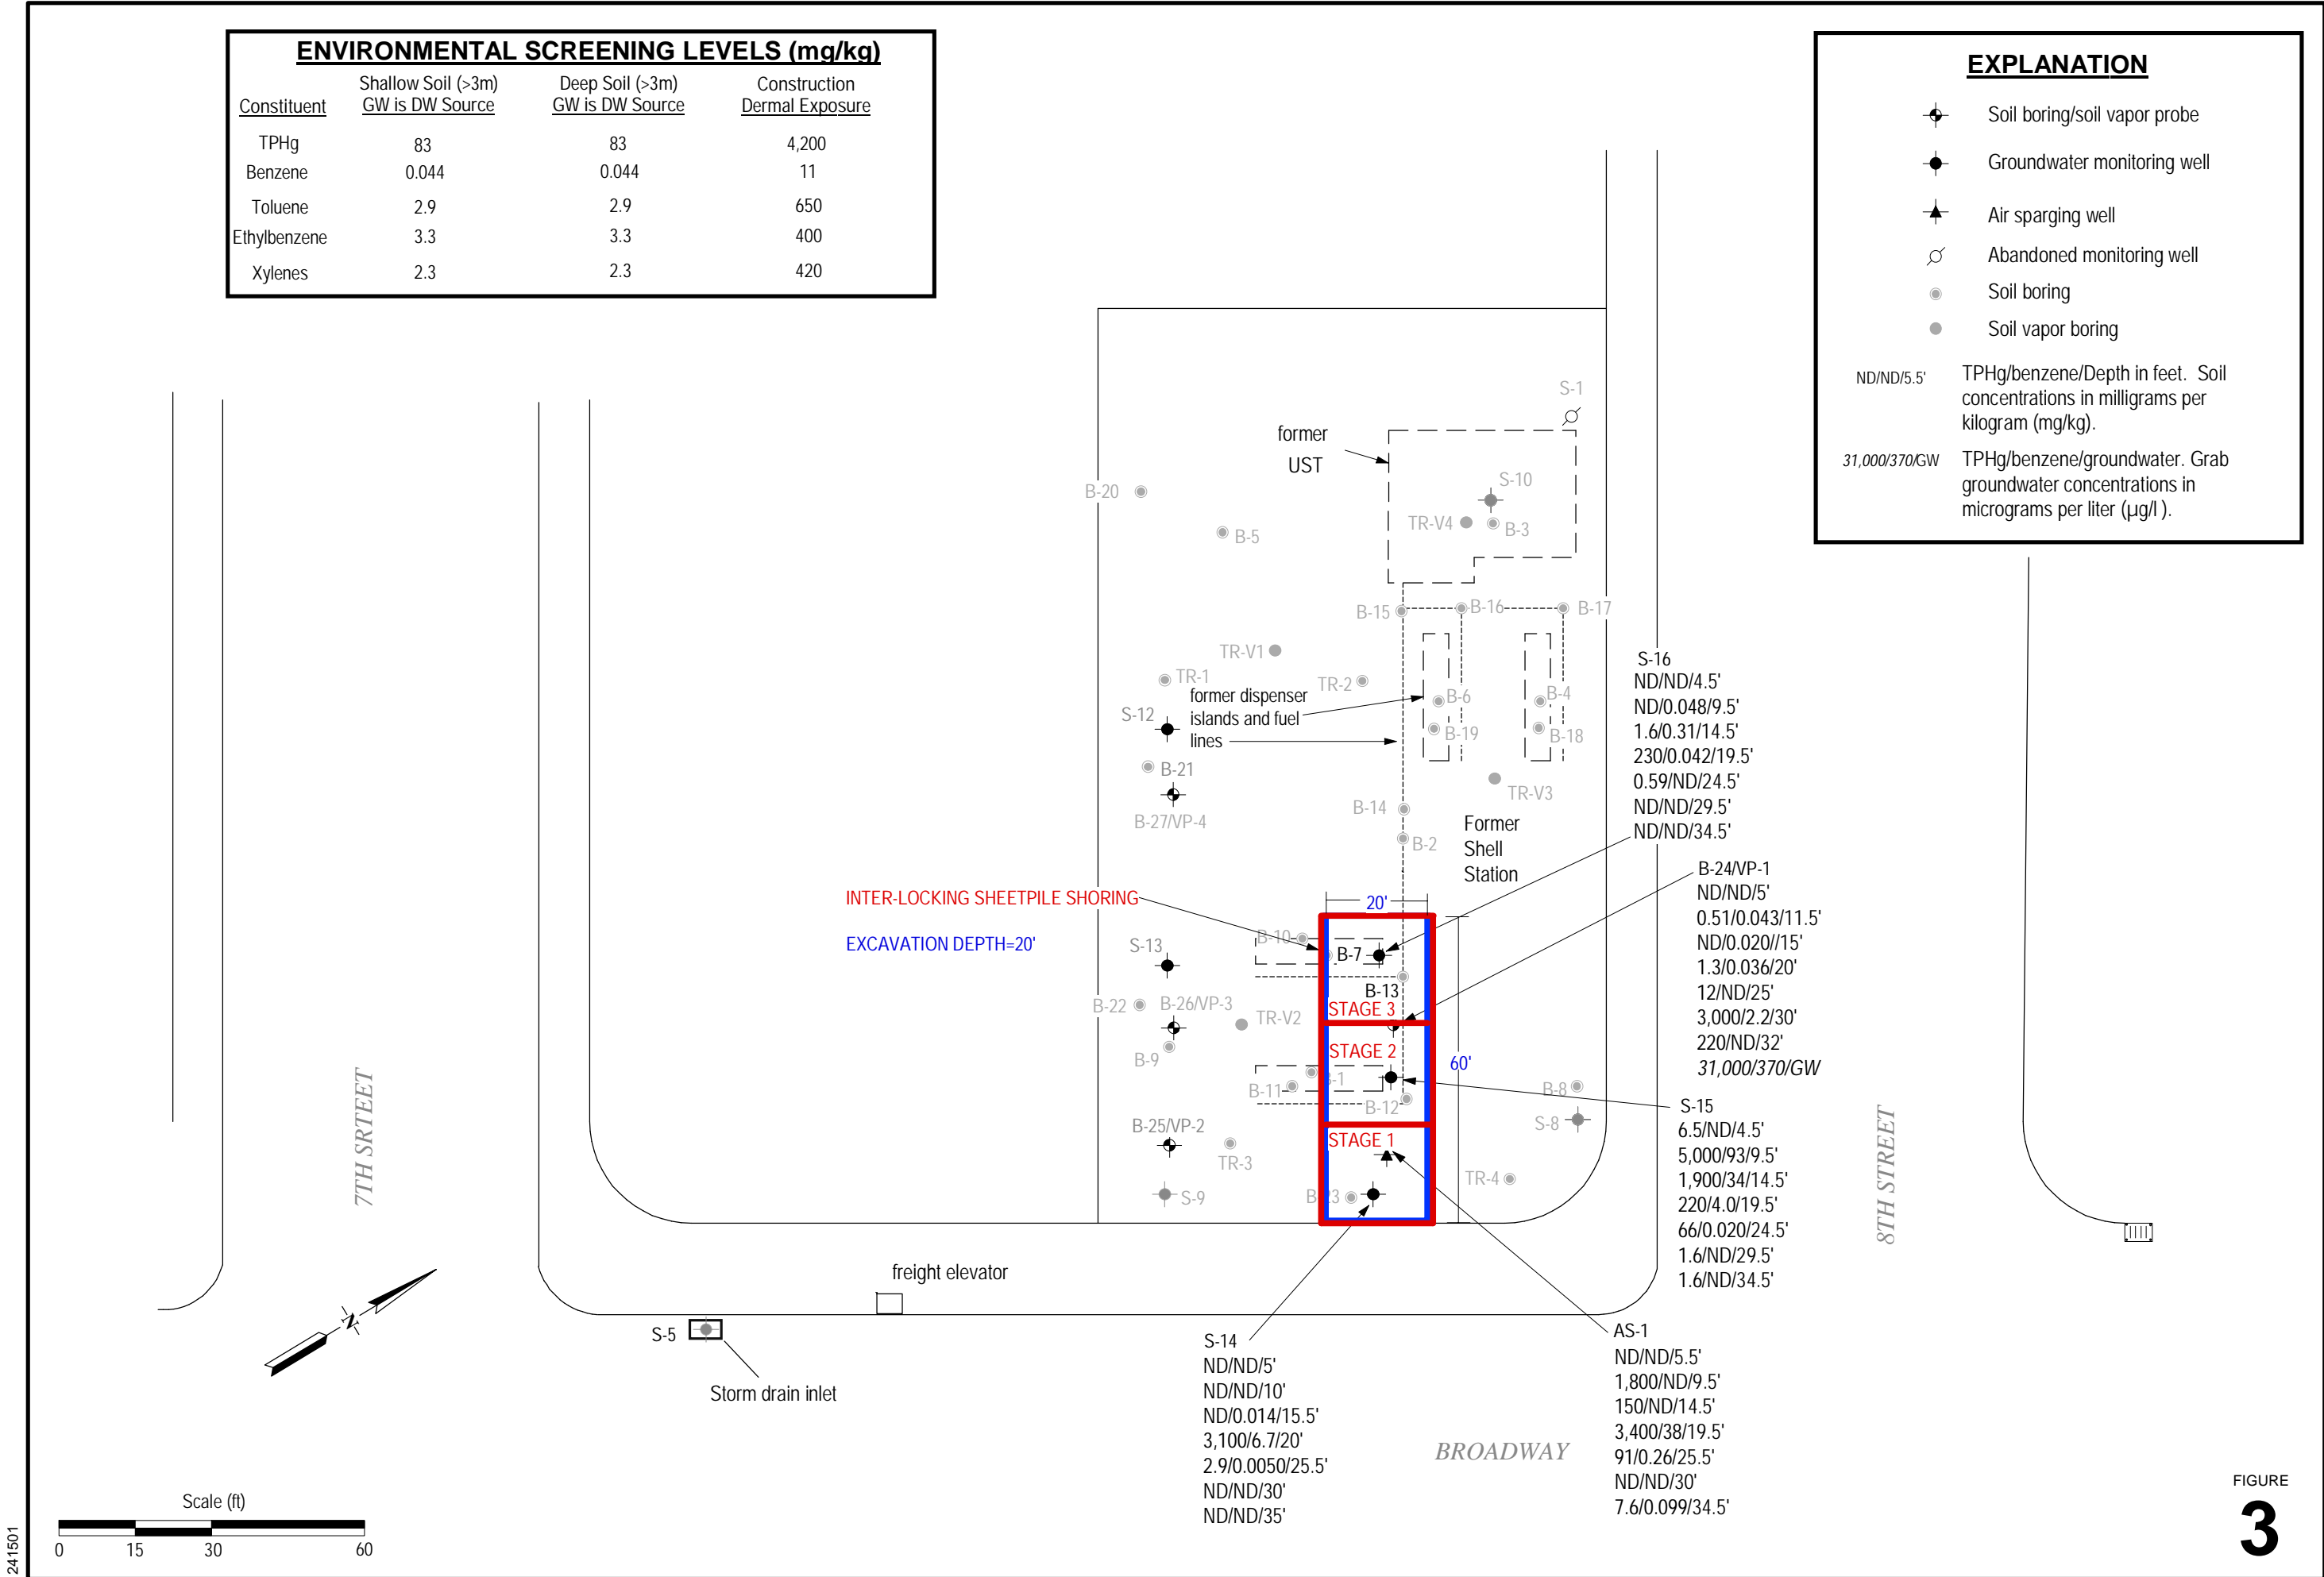 ENVIRONMENTAL SCREENING LEVELS (mg/kg)
Constituent
Shallow Soil (>3m)
GW is DW Source
Deep Soil (>3m)
GW is DW Source
Construction
Dermal Exposure
TPHg 83 83 4,200
Benzene 0.044 0.044 11
Toluene 2.9 2.9 650
Ethylbenzene 3.3 3.3 400
Xylenes 2.3 2.3 420
EXPLANATION
Soil boring/soil vapor probe
Groundwater monitoring well
Air sparging well
Abandoned monitoring well
Soil boring
Soil vapor boring
ND/ND/5.5'
TPHg/benzene/Depth in feet. Soil
concentrations in milligrams per
kilogram (mg/kg).
31,000/370/GW
TPHg/benzene/groundwater. Grab
groundwater concentrations in
micrograms per liter (µg/l ).
S-1
former
UST
S-10
TR-V4
B-3
B-20
B-5
B-15
B-16
B-17
TR-V1
TR-1
TR-2
former dispenser
islands and fuel
lines
B-6
B-4
B-19
B-18
S-12
B-21
B-27/VP-4
TR-V3
B-14
B-2
Former
Shell
Station
S-16
ND/ND/4.5'
ND/0.048/9.5'
1.6/0.31/14.5'
230/0.042/19.5'
0.59/ND/24.5'
ND/ND/29.5'
ND/ND/34.5'
B-24/VP-1
ND/ND/5'
0.51/0.043/11.5'
ND/0.020//15'
1.3/0.036/20'
12/ND/25'
3,000/2.2/30'
220/ND/32'
31,000/370/GW
INTER-LOCKING SHEETPILE SHORING
EXCAVATION DEPTH=20'
20'
B-10
B-7
S-13
B-13
STAGE 3
B-22
B-26/VP-3
TR-V2
B-9
STAGE 2
60'
B-11
B-12
B-8
S-8
S-15
6.5/ND/4.5'
5,000/93/9.5'
1,900/34/14.5'
220/4.0/19.5'
66/0.020/24.5'
1.6/ND/29.5'
1.6/ND/34.5'
B-25/VP-2
TR-3
STAGE 1
TR-4
S-9
7TH SRTEET
8TH STREET
freight elevator
N
S-5
Storm drain inlet
S-14
ND/ND/5'
ND/ND/10'
ND/0.014/15.5'
3,100/6.7/20'
2.9/0.0050/25.5'
ND/ND/30'
ND/ND/35'
AS-1
ND/ND/5.5'
1,800/ND/9.5'
150/ND/14.5'
3,400/38/19.5'
91/0.26/25.5'
ND/ND/30'
7.6/0.099/34.5'
BROADWAY
Scale (ft)
0 15 30 60
241501
FIGURE
3